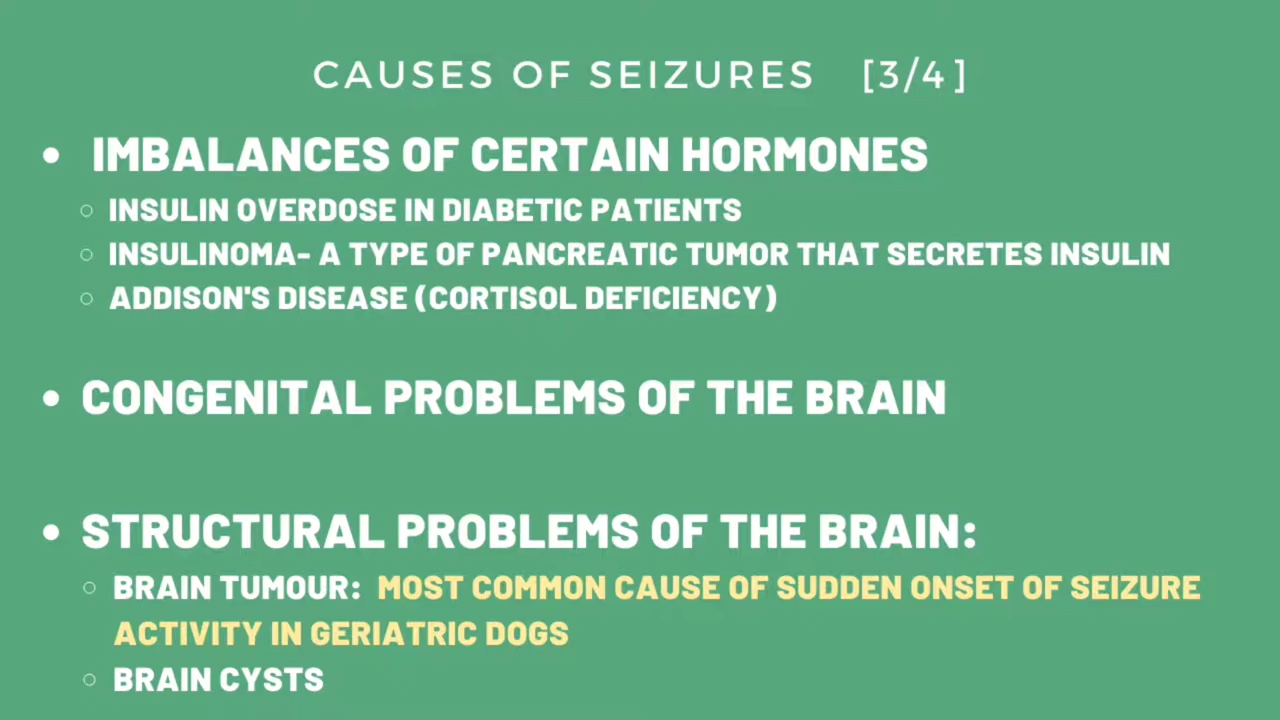 CAUSES OF SEIZURES [3/4]
• IMBALANCES OF CERTAIN HORMONES
○ INSULIN OVERDOSE IN DIABETIC PATIENTS
○ INSULINOMA- A TYPE OF PANCREATIC TUMOR THAT SECRETES INSULIN
○ ADDISON'S DISEASE (CORTISOL DEFICIENCY)
• CONGENITAL PROBLEMS OF THE BRAIN
• STRUCTURAL PROBLEMS OF THE BRAIN:
○ BRAIN TUMOUR: MOST COMMON CAUSE OF SUDDEN ONSET OF SEIZURE
ACTIVITY IN GERIATRIC DOGS
○ BRAIN CYSTS